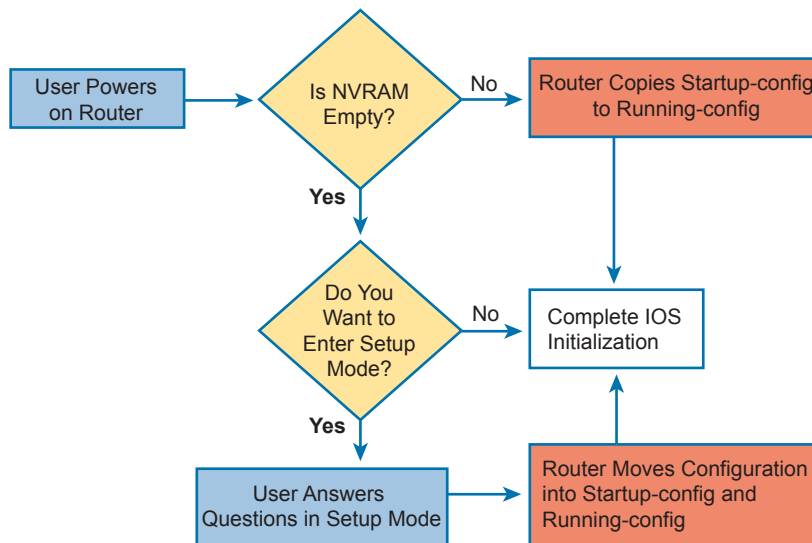 User Powers
on Router
Is NVRAM
Empty?
No
Router Copies Startup-config
to Running-config
Yes
Do You
Want to
Enter Setup
Mode?
No
Complete IOS
Initialization
Yes
User Answers
Questions in Setup Mode
Router Moves Configuration
into Startup-config and
Running-config